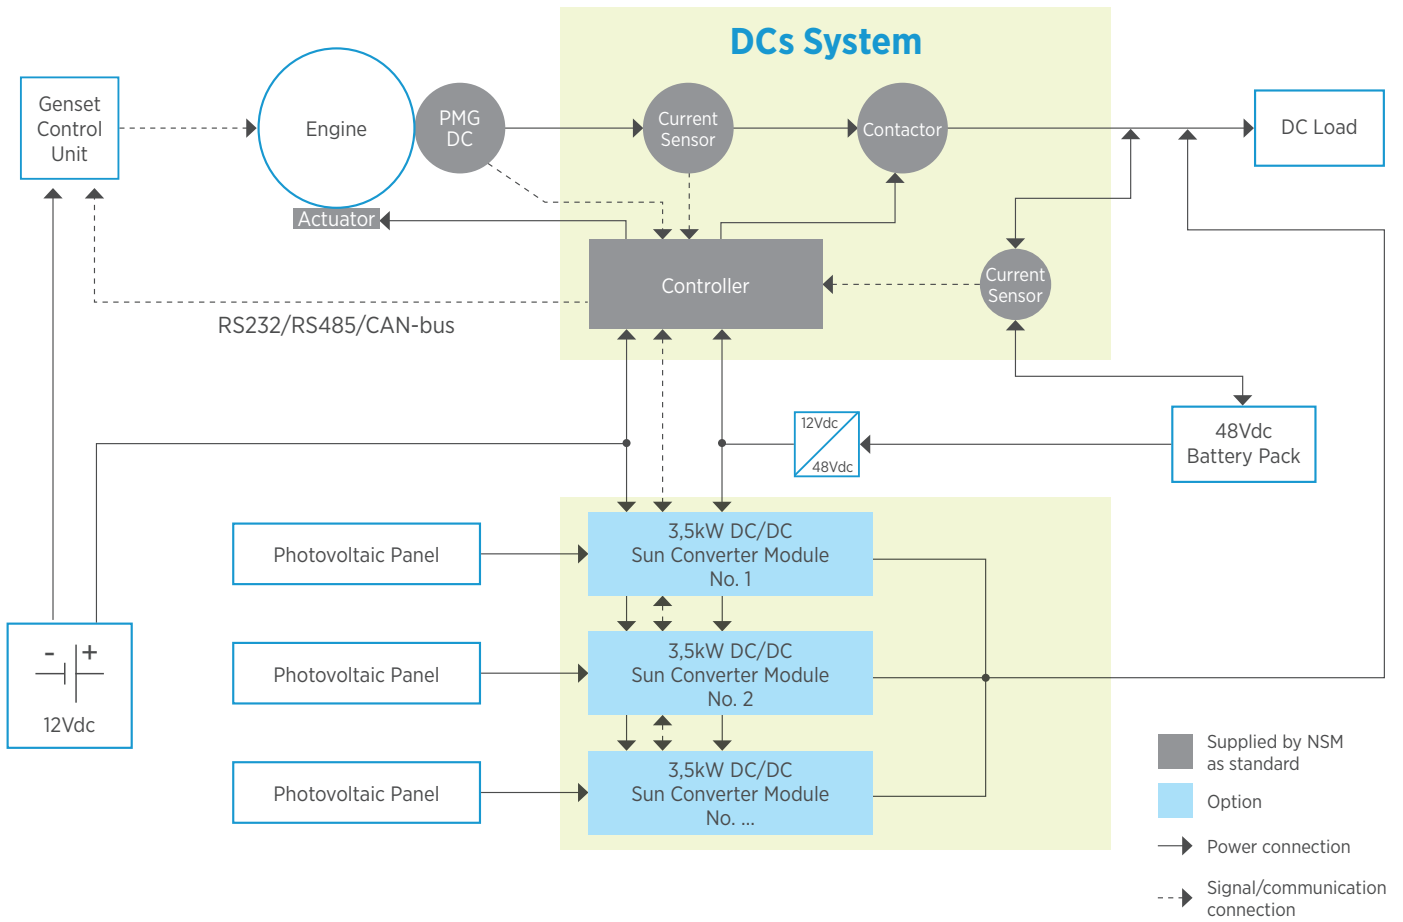 DCs System
Genset
Control
Unit
Engine
PMG
DC
Current
Sensor
Contactor
DC Load
Actuator
Controller
Current
Sensor
RS232/RS485/CAN-bus
12Vdc
48Vdc
48Vdc
Battery Pack
Photovoltaic Panel
3,5kW DC/DC
Sun Converter Module
No. 1
Photovoltaic Panel
3,5kW DC/DC
Sun Converter Module
No. 2
- +
12Vdc
Photovoltaic Panel
3,5kW DC/DC
Sun Converter Module
No. ...
Supplied by NSM
as standard
Option
Power connection
Signal/communication
connection